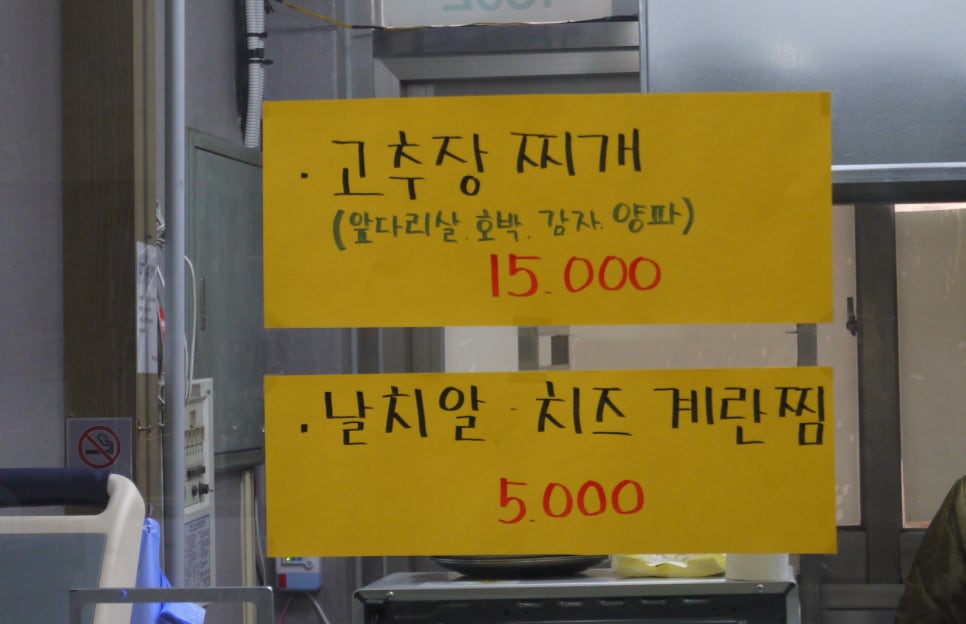 · 고추장 찌개
(앞다리살. 호박. 감자. 양파)
15.000
· 날치알 · 치즈 계란찜
5.000